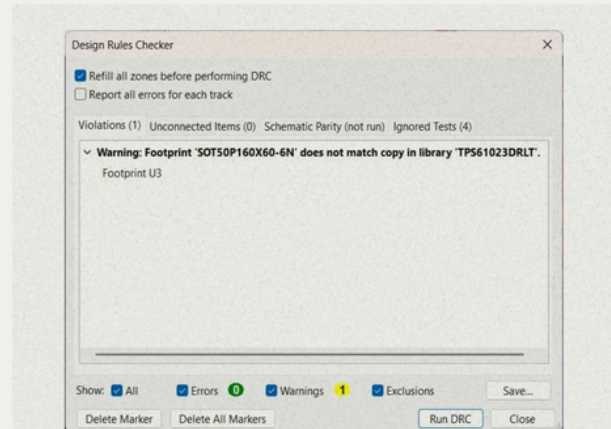 Design Rules Checker
Refill all zones before performing DRC
Report all errors for each track
Violations (1) Unconnected Items (0) Schematic Parity (not run) Ignored Tests (4)
Warning: Footprint 'SOT50P160X60-6N' does not match copy in library 'TPS61023DRLT'.
Footprint U3
Show: All Errors 0 Warnings 1 Exclusions Save...
Delete Marker Delete All Markers Run DRC Close